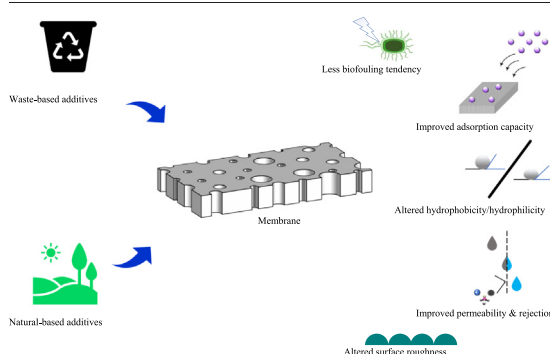 Waste-based additives
Less biofouling tendency
Improved adsorption capacity
Altered hydrophobicity/hydrophilicity
Membrane
Natural-based additives
Improved permeability & rejection
Altered surface roughness